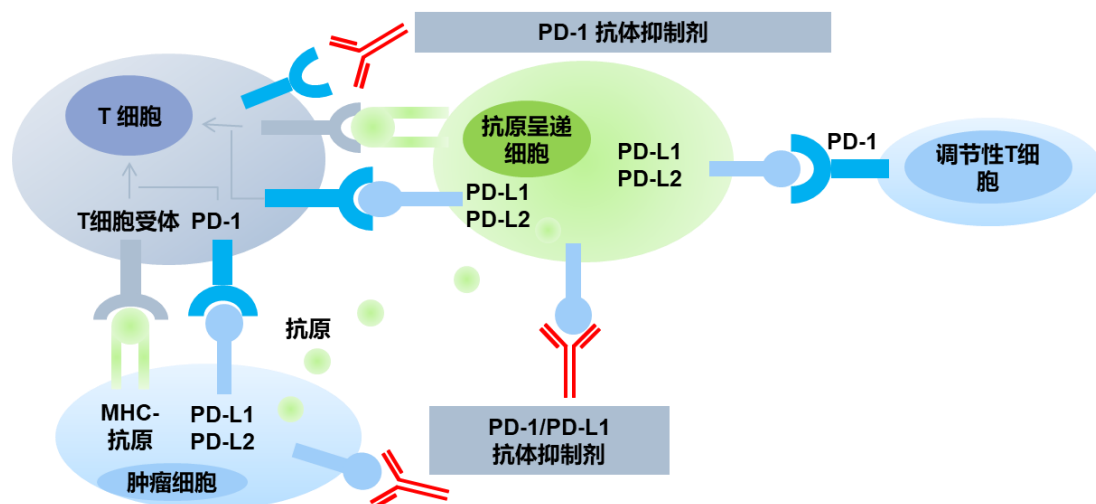 PD-1 抗体抑制剂
T 细胞
抗原呈递
细胞
PD-L1
PD-L2
PD-1
调节性T细
胞
PD-L1
PD-L2
T细胞受体
PD-1
抗原
MHC-
抗原
PD-L1
PD-L2
肿瘤细胞
PD-1/PD-L1
抗体抑制剂